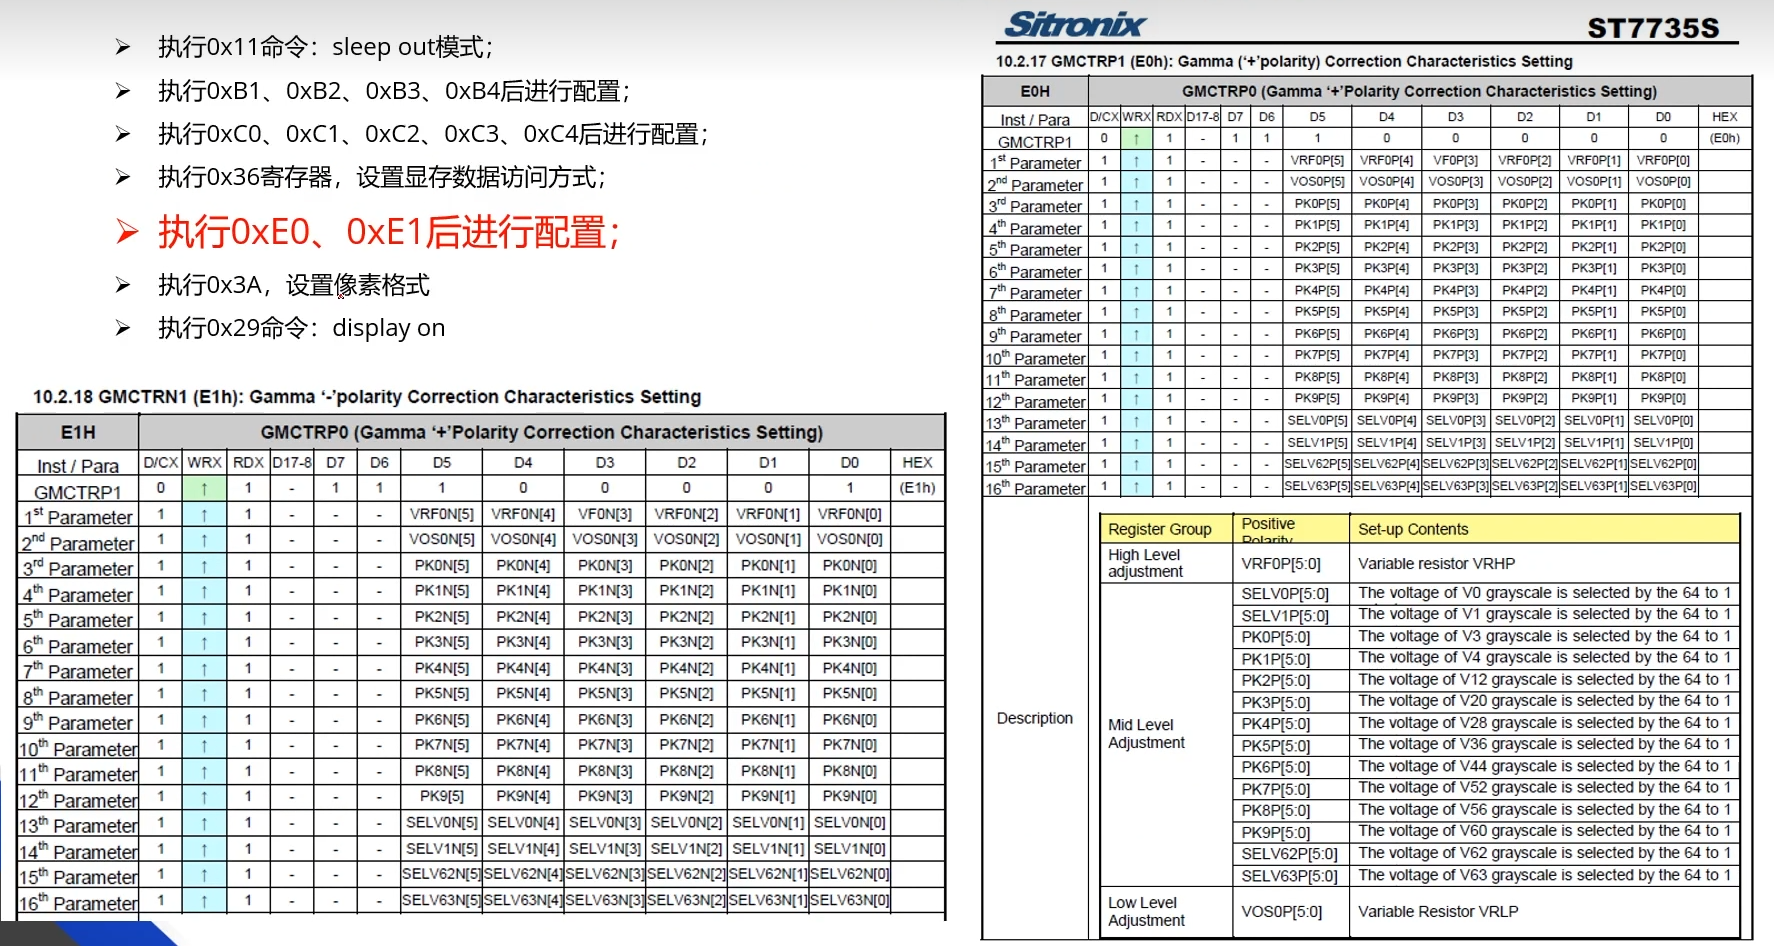 执行0x11命令：sleep out模式；
执行0xB1、0xB2、0xB3、0xB4后进行配置；
执行0xC0、0xC1、0xC2、0xC3、0xC4后进行配置；
执行0x36寄存器，设置显存数据访问方式；
执行0xE0、0xE1后进行配置；
执行0x3A，设置像素格式
执行0x29命令：display on
10.2.18 GMCTRN1 (E1h): Gamma ‘-’polarity Correction Characteristics Setting
E1H GMCTRP0 (Gamma ‘+’Polarity Correction Characteristics Setting)
Inst / Para D/CX WRX RDX D17-8 D7 D6 D5 D4 D3 D2 D1 D0 HEX
GMCTRP1 0 ↑ 1 - 1 1 1 0 0 0 0 1 (E1h)
1st Parameter 1 ↑ 1 - - - VRF0N[5] VRF0N[4] VF0N[3] VRF0N[2] VRF0N[1] VRF0N[0]
2nd Parameter 1 ↑ 1 - - - VOS0N[5] VOS0N[4] VOS0N[3] VOS0N[2] VOS0N[1] VOS0N[0]
3rd Parameter 1 ↑ 1 - - - PK0N[5] PK0N[4] PK0N[3] PK0N[2] PK0N[1] PK0N[0]
4th Parameter 1 ↑ 1 - - - PK1N[5] PK1N[4] PK1N[3] PK1N[2] PK1N[1] PK1N[0]
5th Parameter 1 ↑ 1 - - - PK2N[5] PK2N[4] PK2N[3] PK2N[2] PK2N[1] PK2N[0]
6th Parameter 1 ↑ 1 - - - PK3N[5] PK3N[4] PK3N[3] PK3N[2] PK3N[1] PK3N[0]
7th Parameter 1 ↑ 1 - - - PK4N[5] PK4N[4] PK4N[3] PK4N[2] PK4N[1] PK4N[0]
8th Parameter 1 ↑ 1 - - - PK5N[5] PK5N[4] PK5N[3] PK5N[2] PK5N[1] PK5N[0]
9th Parameter 1 ↑ 1 - - - PK6N[5] PK6N[4] PK6N[3] PK6N[2] PK6N[1] PK6N[0]
10th Parameter 1 ↑ 1 - - - PK7N[5] PK7N[4] PK7N[3] PK7N[2] PK7N[1] PK7N[0]
11th Parameter 1 ↑ 1 - - - PK8N[5] PK8N[4] PK8N[3] PK8N[2] PK8N[1] PK8N[0]
12th Parameter 1 ↑ 1 - - - PK9[5] PK9N[4] PK9N[3] PK9N[2] PK9N[1] PK9N[0]
13th Parameter 1 ↑ 1 - - - SELV0N[5] SELV0N[4] SELV0N[3] SELV0N[2] SELV0N[1] SELV0N[0]
14th Parameter 1 ↑ 1 - - - SELV1N[5] SELV1N[4] SELV1N[3] SELV1N[2] SELV1N[1] SELV1N[0]
15th Parameter 1 ↑ 1 - - - SELV62N[5] SELV62N[4] SELV62N[3] SELV62N[2] SELV62N[1] SELV62N[0]
16th Parameter 1 ↑ 1 - - - SELV63N[5] SELV63N[4] SELV63N[3] SELV63N[2] SELV63N[1] SELV63N[0]
Sitronix ST7735S
10.2.17 GMCTRP1 (E0h): Gamma (‘+’polarity) Correction Characteristics Setting
E0H GMCTRP0 (Gamma ‘+’Polarity Correction Characteristics Setting)
Inst / Para D/CX WRX RDX D17-8 D7 D6 D5 D4 D3 D2 D1 D0 HEX
GMCTRP1 0 ↑ 1 - 1 1 1 0 0 0 0 0 (E0h)
1st Parameter 1 ↑ 1 - - - VRF0P[5] VRF0P[4] VF0P[3] VRF0P[2] VRF0P[1] VRF0P[0]
2nd Parameter 1 ↑ 1 - - - VOS0P[5] VOS0P[4] VOS0P[3] VOS0P[2] VOS0P[1] VOS0P[0]
3rd Parameter 1 ↑ 1 - - - PK0P[5] PK0P[4] PK0P[3] PK0P[2] PK0P[1] PK0P[0]
4th Parameter 1 ↑ 1 - - - PK1P[5] PK1P[4] PK1P[3] PK1P[2] PK1P[1] PK1P[0]
5th Parameter 1 ↑ 1 - - - PK2P[5] PK2P[4] PK2P[3] PK2P[2] PK2P[1] PK2P[0]
6th Parameter 1 ↑ 1 - - - PK3P[5] PK3P[4] PK3P[3] PK3P[2] PK3P[1] PK3P[0]
7th Parameter 1 ↑ 1 - - - PK4P[5] PK4P[4] PK4P[3] PK4P[2] PK4P[1] PK4P[0]
8th Parameter 1 ↑ 1 - - - PK5P[5] PK5P[4] PK5P[3] PK5P[2] PK5P[1] PK5P[0]
9th Parameter 1 ↑ 1 - - - PK6P[5] PK6P[4] PK6P[3] PK6P[2] PK6P[1] PK6P[0]
10th Parameter 1 ↑ 1 - - - PK7P[5] PK7P[4] PK7P[3] PK7P[2] PK7P[1] PK7P[0]
11th Parameter 1 ↑ 1 - - - PK8P[5] PK8P[4] PK8P[3] PK8P[2] PK8P[1] PK8P[0]
12th Parameter 1 ↑ 1 - - - PK9P[5] PK9P[4] PK9P[3] PK9P[2] PK9P[1] PK9P[0]
13th Parameter 1 ↑ 1 - - - SELV0P[5] SELV0P[4] SELV0P[3] SELV0P[2] SELV0P[1] SELV0P[0]
14th Parameter 1 ↑ 1 - - - SELV1P[5] SELV1P[4] SELV1P[3] SELV1P[2] SELV1P[1] SELV1P[0]
15th Parameter 1 ↑ 1 - - - SELV62P[5] SELV62P[4] SELV62P[3] SELV62P[2] SELV62P[1] SELV62P[0]
16th Parameter 1 ↑ 1 - - - SELV63P[5] SELV63P[4] SELV63P[3] SELV63P[2] SELV63P[1] SELV63P[0]
Description
Register Group Positive Polarity Set-up Contents
High Level adjustment VRF0P[5:0] Variable resistor VRHP
Mid Level Adjustment
SELV0P[5:0] The voltage of V0 grayscale is selected by the 64 to 1
SELV1P[5:0] The voltage of V1 grayscale is selected by the 64 to 1
PK0P[5:0] The voltage of V3 grayscale is selected by the 64 to 1
PK1P[5:0] The voltage of V4 grayscale is selected by the 64 to 1
PK2P[5:0] The voltage of V12 grayscale is selected by the 64 to 1
PK3P[5:0] The voltage of V20 grayscale is selected by the 64 to 1
PK4P[5:0] The voltage of V28 grayscale is selected by the 64 to 1
PK5P[5:0] The voltage of V36 grayscale is selected by the 64 to 1
PK6P[5:0] The voltage of V44 grayscale is selected by the 64 to 1
PK7P[5:0] The voltage of V52 grayscale is selected by the 64 to 1
PK8P[5:0] The voltage of V56 grayscale is selected by the 64 to 1
PK9P[5:0] The voltage of V60 grayscale is selected by the 64 to 1
SELV62P[5:0] The voltage of V62 grayscale is selected by the 64 to 1
SELV63P[5:0] The voltage of V63 grayscale is selected by the 64 to 1
Low Level Adjustment VOS0P[5:0] Variable Resistor VRLP